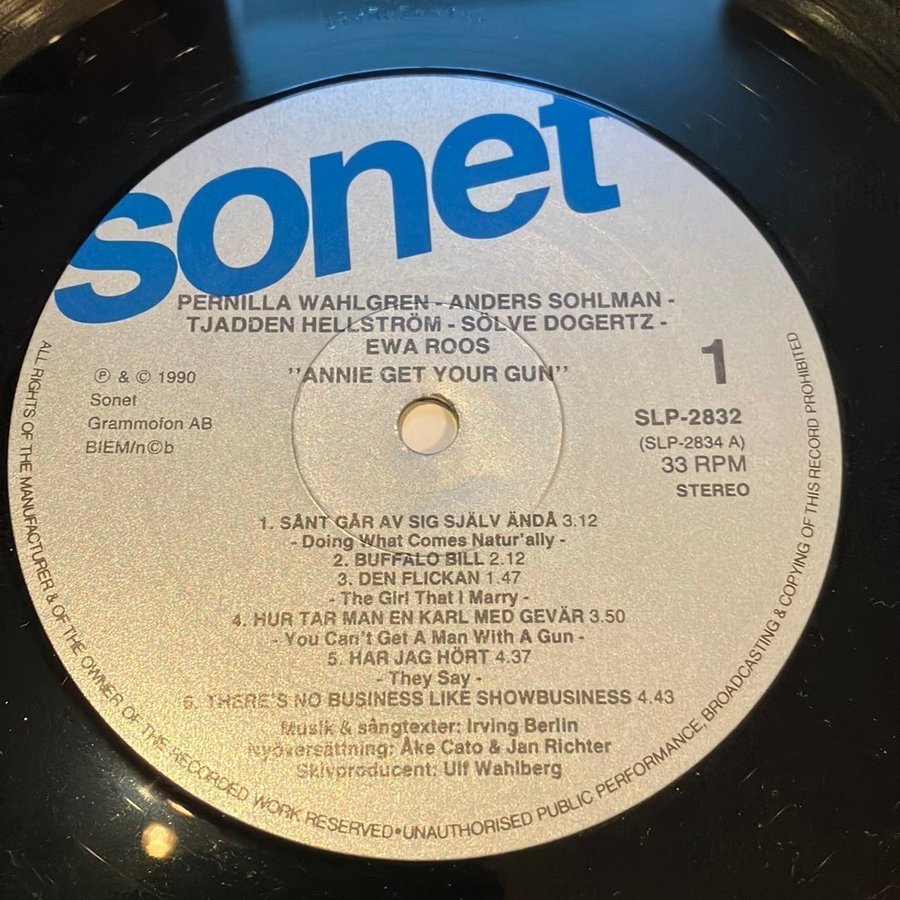 sonet
PERNILLA WAHLGREN - ANDERS SOHLMAN -
TJADDEN HELLSTRÖM - SÖLVE DOGERTZ -
EWA ROOS
"ANNIE GET YOUR GUN"
1
℗ & © 1990
Sonet
Grammofon AB
BIEM/n©b
SLP-2832
(SLP-2834 A)
33 RPM
STEREO
1. SÅNT GÅR AV SIG SJÄLV ÄNDÅ 3.12
- Doing What Comes Natur'ally -
2. BUFFALO BILL 2.12
3. DEN FLICKAN 1.47
- The Girl That I Marry -
4. HUR TAR MAN EN KARL MED GEVÄR 3.50
- You Can't Get A Man With A Gun -
5. HAR JAG HÖRT 4.37
- They Say -
6. THERE'S NO BUSINESS LIKE SHOWBUSINESS 4.43
Musik & sångtexter: Irving Berlin
Nyöversättning: Åke Cato & Jan Richter
Skivproducent: Ulf Wahlberg
ALL RIGHTS OF THE MANUFACTURER & OF THE OWNER OF THE RECORDED WORK RESERVED•UNAUTHORISED PUBLIC PERFORMANCE, BROADCASTING & COPYING OF THIS RECORD PROHIBITED